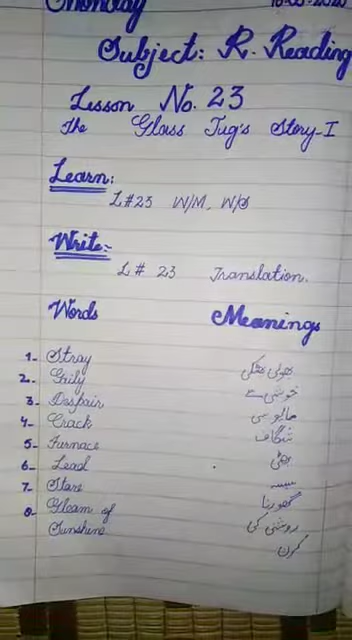 Monday
Subject: R. Reading
Lesson No. 23
The Glass Jug's Story-I
Learn:
L#23 W/M, W/S
Write:-
L # 23 Translation.
Words Meanings
1- Stray بھولی بھٹکی
2- Gaily خوشی سے
3- Despair مایوسی
4- Crack شگاف
5- Furnace بھٹی
6- Lead سیسہ
7- Stare گھورنا
8- Gleam of روشنی کی
Sunshine کرن